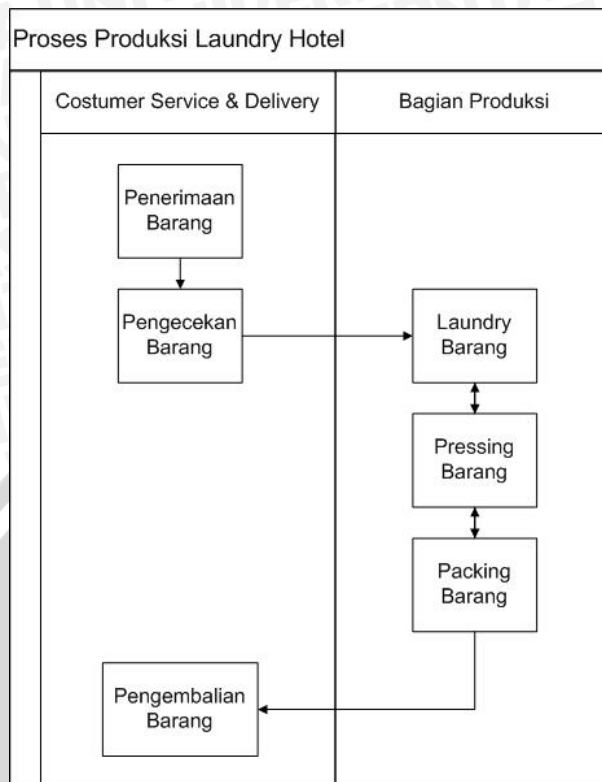 Proses Produksi Laundry Hotel
Costumer Service & Delivery
Bagian Produksi
Penerimaan
Barang
Pengecekan
Barang
Laundry
Barang
Pressing
Barang
Packing
Barang
Pengembalian
Barang